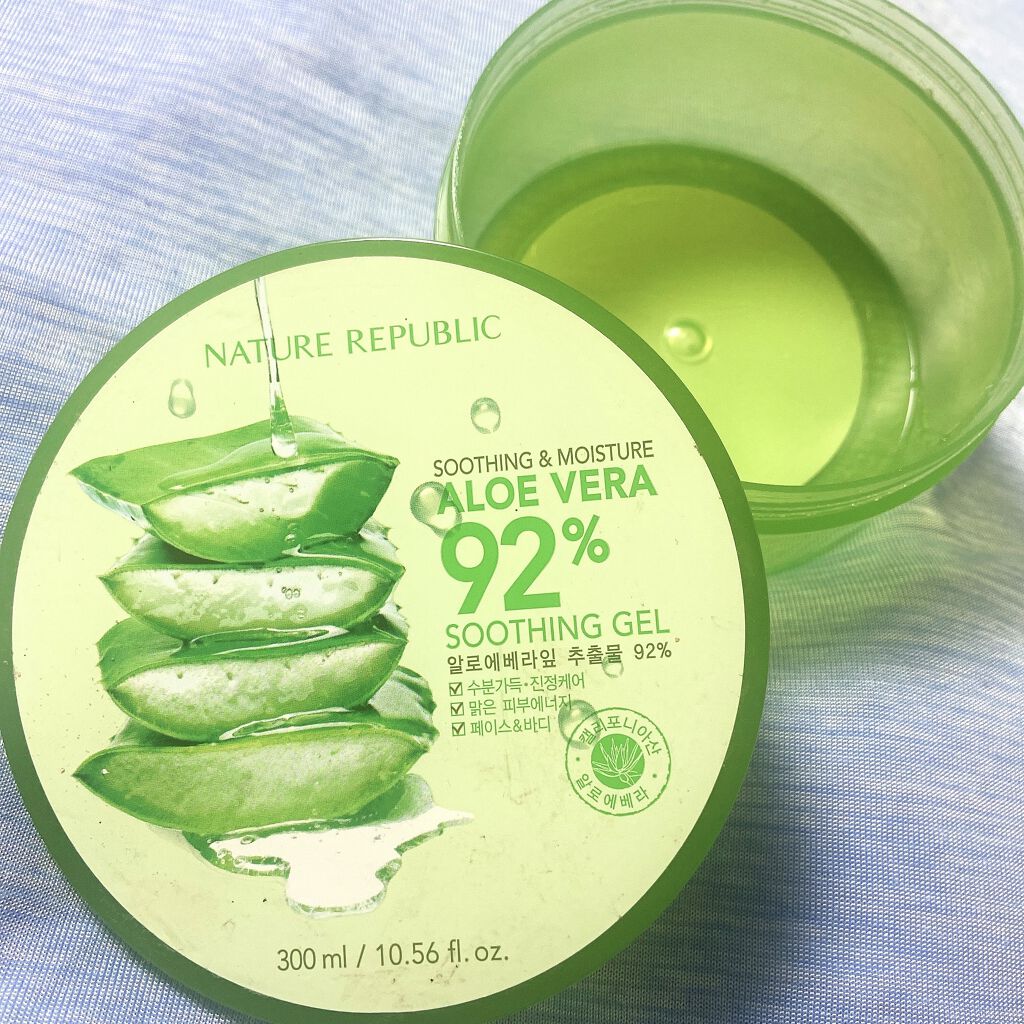 NATURE REPUBLIC
SOOTHING & MOISTURE
ALOE VERA
92%
SOOTHING GEL
알로에베라잎 추출물 92%
수분가득·진정케어
맑은 피부에너지
페이스&바디
캘리포니아산
알로에베라
300 ml / 10.56 fl. oz.